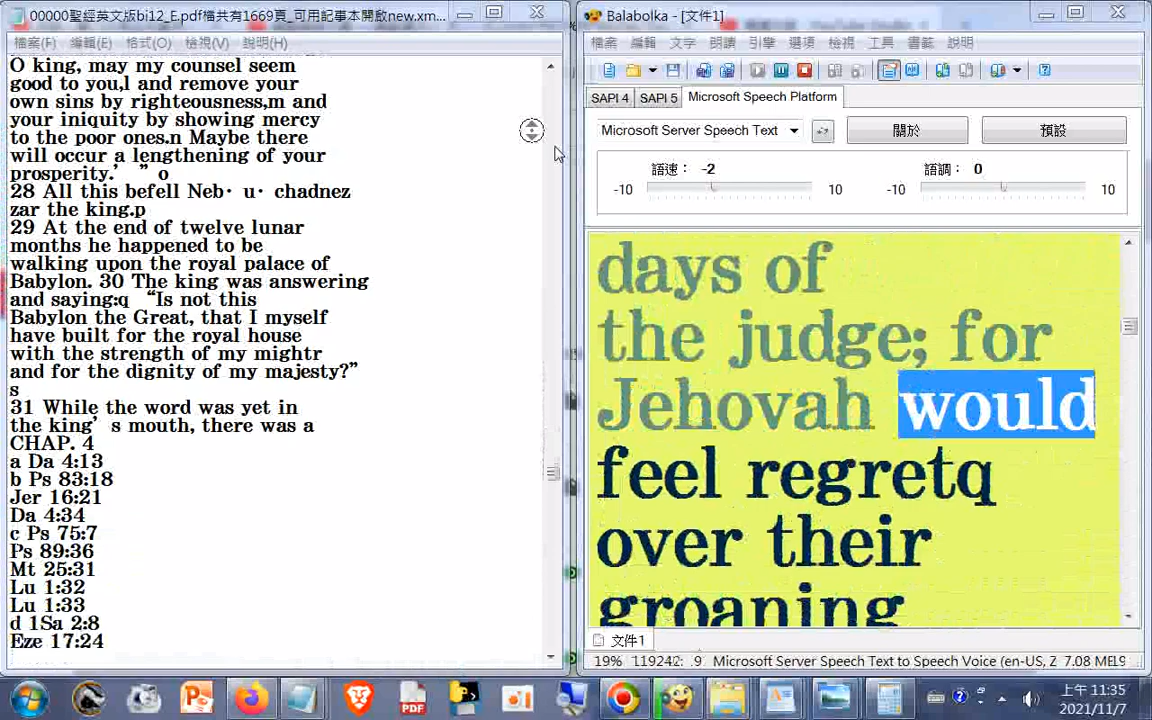 00000聖經英文版bi12_E.pdf檔共有1669頁_可用記事本開啟new.xm...
檔案(F) 編輯(E) 格式(O) 檢視(V) 說明(H)
O king, may my counsel seem
good to you,l and remove your
own sins by righteousness,m and
your iniquity by showing mercy
to the poor ones.n Maybe there
will occur a lengthening of your
prosperity.’ ” o
28 All this befell Neb·u·chadnez
zar the king.p
29 At the end of twelve lunar
months he happened to be
walking upon the royal palace of
Babylon. 30 The king was answering
and saying:q “Is not this
Babylon the Great, that I myself
have built for the royal house
with the strength of my mightr
and for the dignity of my majesty?”
s
31 While the word was yet in
the king’s mouth, there was a
CHAP. 4
a Da 4:13
b Ps 83:18
Jer 16:21
Da 4:34
c Ps 75:7
Ps 89:36
Mt 25:31
Lu 1:32
Lu 1:33
d 1Sa 2:8
Eze 17:24
Balabolka - [文件1]
檔案 編輯 文字 朗讀 引擎 選項 檢視 工具 書籤 說明
SAPI 4 SAPI 5 Microsoft Speech Platform
Microsoft Server Speech Text 關於 預設
語速： -2 語調： 0
-10 10 -10 10
days of
the judge; for
Jehovah would
feel regretq
over their
groaning
文件1
19% 119242: .9 Microsoff Server Speech Text to Speech Voice (en-US, Z 7.08 ME
上午 11:35
2021/11/7